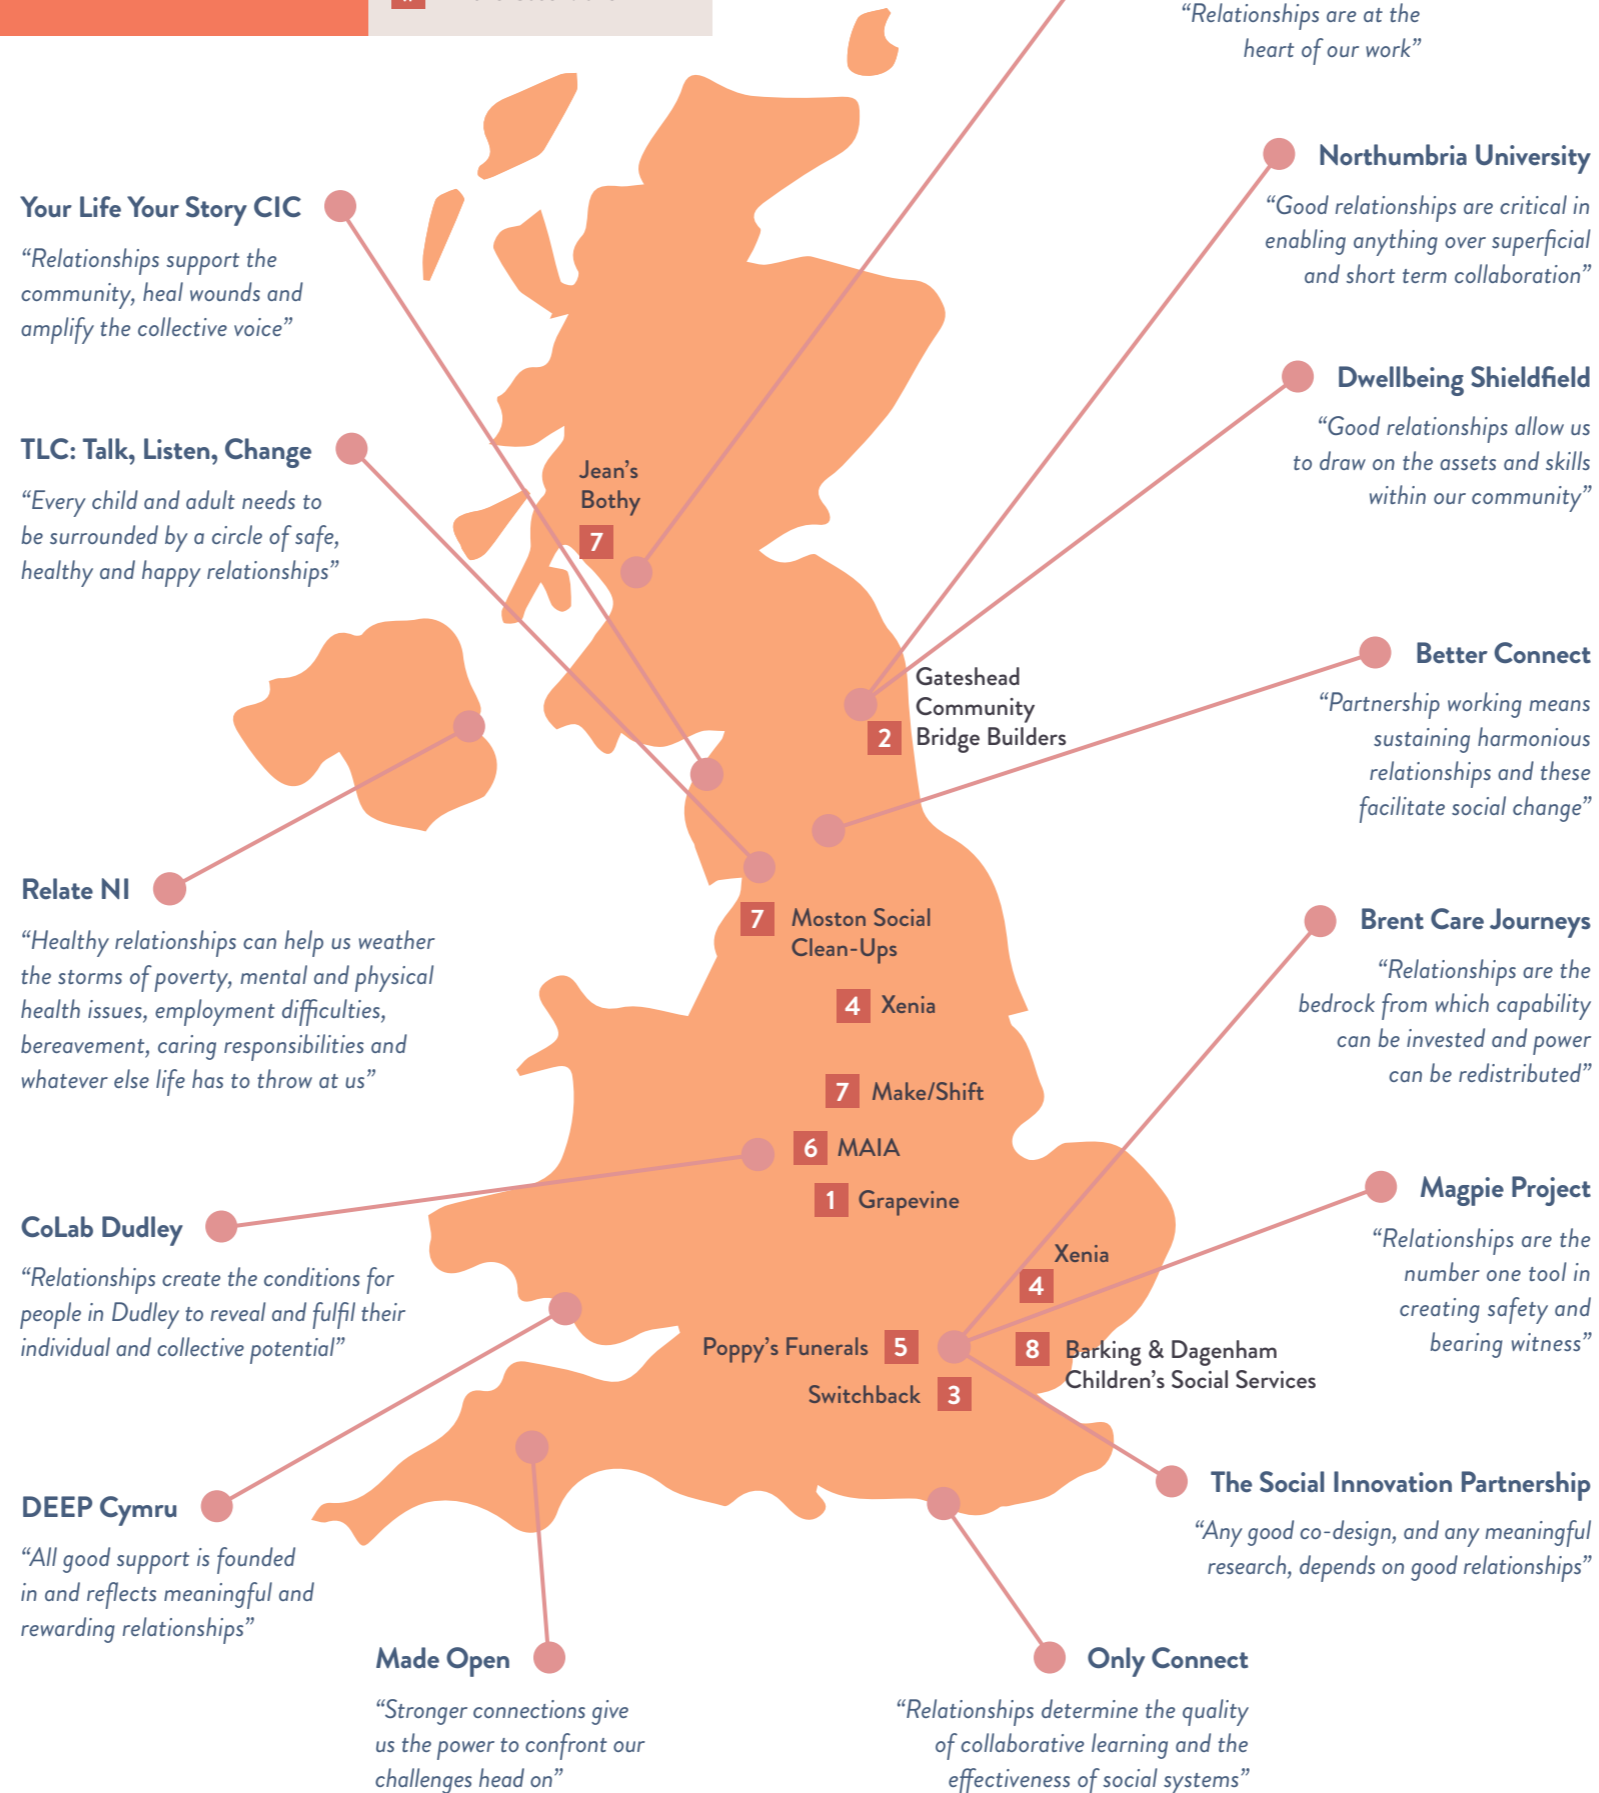 “Relationships are at the
heart of our work”
Northumbria University
“Good relationships are critical in
enabling anything over superficial
and short term collaboration”
Your Life Your Story CIC
“Relationships support the
community, heal wounds and
amplify the collective voice”
Dwellbeing Shieldfield
“Good relationships allow us
to draw on the assets and skills
within our community”
TLC: Talk, Listen, Change
“Every child and adult needs to
be surrounded by a circle of safe,
healthy and happy relationships”
Jean’s
Bothy
7
Gateshead
Community
2 Bridge Builders
Better Connect
“Partnership working means
sustaining harmonious
relationships and these
facilitate social change”
Relate NI
“Healthy relationships can help us weather
the storms of poverty, mental and physical
health issues, employment difficulties,
bereavement, caring responsibilities and
whatever else life has to throw at us”
7 Moston Social
Clean-Ups
4 Xenia
7 Make/Shift
6 MAIA
1 Grapevine
Brent Care Journeys
“Relationships are the
bedrock from which capability
can be invested and power
can be redistributed”
Magpie Project
“Relationships are the
number one tool in
creating safety and
bearing witness”
CoLab Dudley
“Relationships create the conditions for
people in Dudley to reveal and fulfil their
individual and collective potential”
Xenia
4
Poppy’s Funerals 5
8 Barking & Dagenham
Children’s Social Services
Switchback 3
DEEP Cymru
“All good support is founded
in and reflects meaningful and
rewarding relationships”
The Social Innovation Partnership
“Any good co-design, and any meaningful
research, depends on good relationships”
Made Open
“Stronger connections give
us the power to confront our
challenges head on”
Only Connect
“Relationships determine the quality
of collaborative learning and the
effectiveness of social systems”